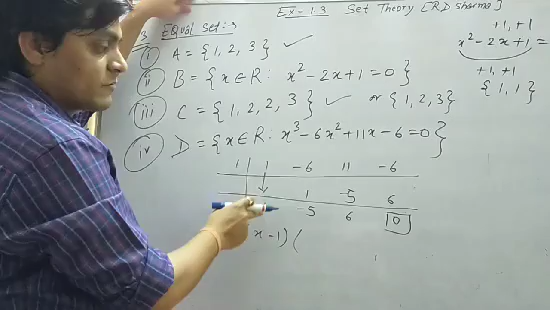 Ex-1.3 Set Theory [RD sharma]
3 Equal set:
+1, +1
(i) A = {1, 2, 3} ✓
x² - 2x + 1 =
(ii) B = {x ∈ R: x² - 2x + 1 = 0}
+1, +1
{1, 1}
(iii) C = {1, 2, 2, 3} ✓ or {1, 2, 3}
(iv) D = {x ∈ R: x³ - 6x² + 11x - 6 = 0}
1 | 1 -6 11 -6
1 -5 6
-5 6 0
x - 1) (